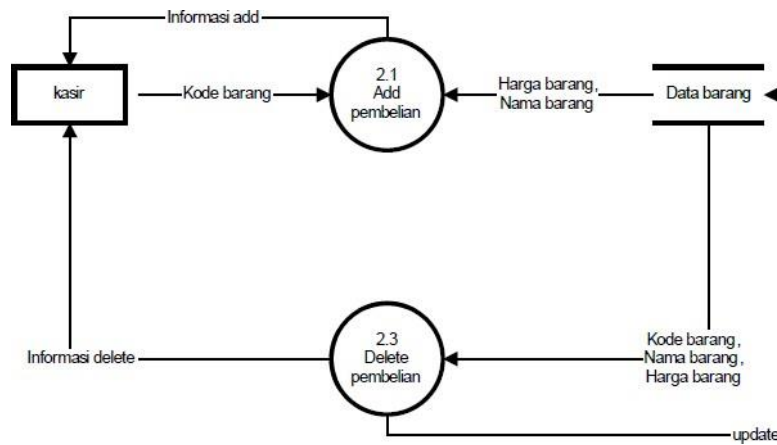 Informasi add
kasir
Kode barang
2.1
Add
pembelian
Harga barang,
Nama barang
Data barang
Informasi delete
2.3
Delete
pembelian
Kode barang,
Nama barang,
Harga barang
update